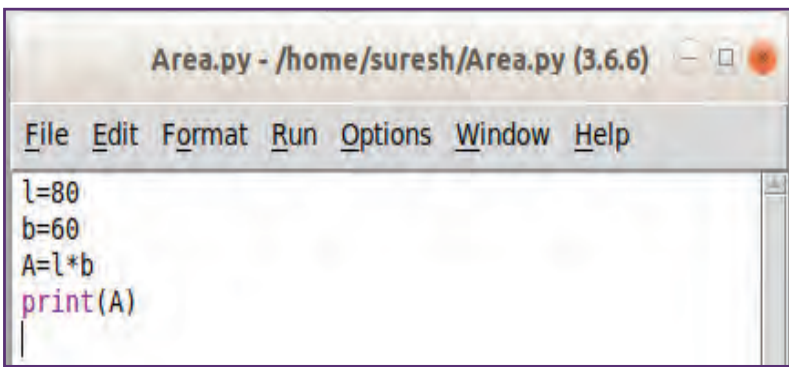 Area.py - /home/suresh/Area.py (3.6.6)
File Edit Format Run Options Window Help
l=80
b=60
A=l*b
print(A)